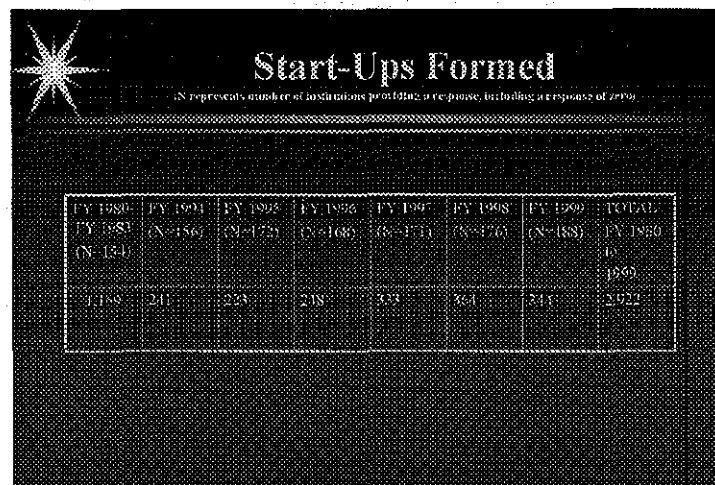 Start-Ups Formed
(N represents number of institutions providing a response, including a response of zero)
FY 1980- FY 1994 FY 1995 FY 1996 FY 1997 FY 1998 FY 1999 TOTAL
FY (N=156) (N=172) (N=168) (N=171) (N=176) (N=188) FY 1980
to
1999
1,169 241 223 248 333 364 344 2,922